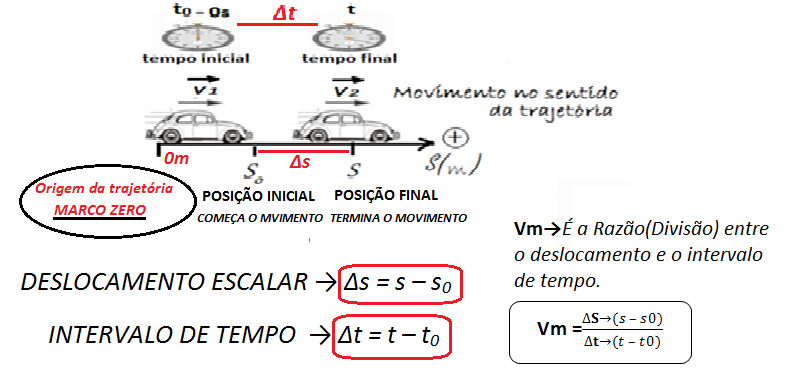 t0 - 0s Δt t
tempo inicial tempo final
V1 V2
Movimento no sentido
da trajetória
0m S0 Δs S S(m) +
Origem da trajetória
MARCO ZERO
POSIÇÃO INICIAL POSIÇÃO FINAL
COMEÇA O MVIMENTO TERMINA O MOVIMENTO
Vm→É a Razão(Divisão) entre
o deslocamento e o intervalo
de tempo.
DESLOCAMENTO ESCALAR → Δs = s – s0
INTERVALO DE TEMPO → Δt = t – t0
Vm = ΔS→(s – s0)
Δt→(t – t0)